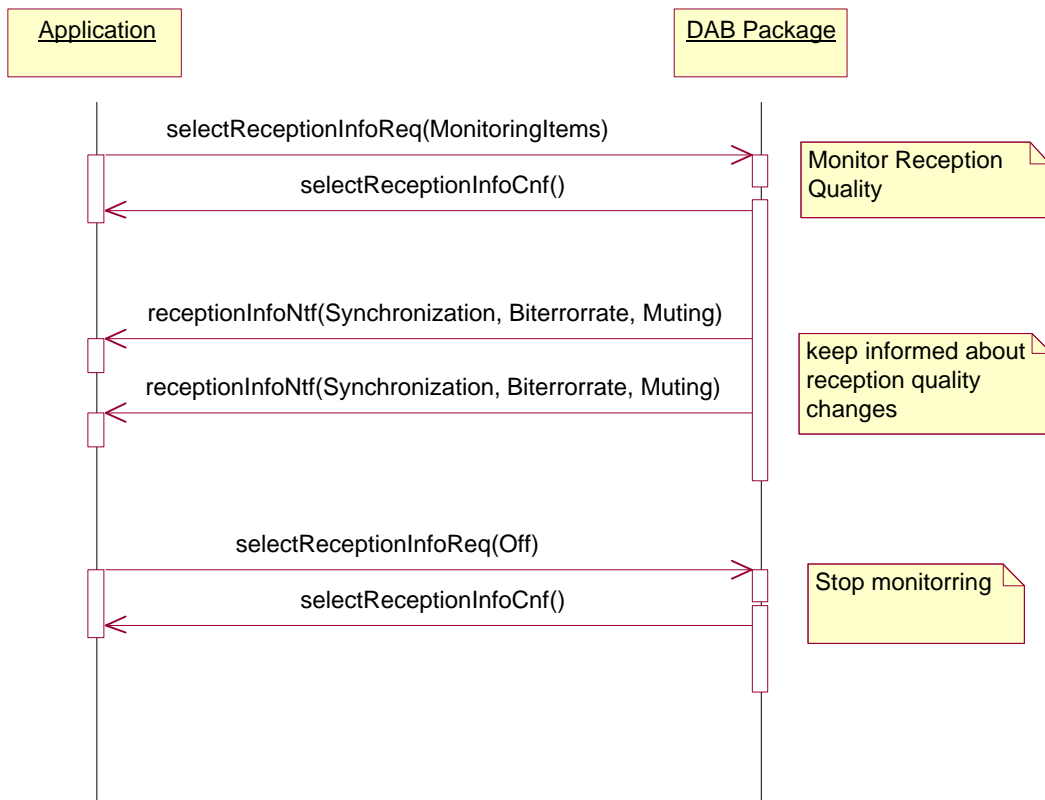 Application
DAB Package
selectReceptionInfoReq(MonitoringItems)
Monitor Reception
Quality
selectReceptionInfoCnf()
receptionInfoNtf(Synchronization, Biterrorrate, Muting)
keep informed about
reception quality
changes
receptionInfoNtf(Synchronization, Biterrorrate, Muting)
selectReceptionInfoReq(Off)
Stop monitorring
selectReceptionInfoCnf()